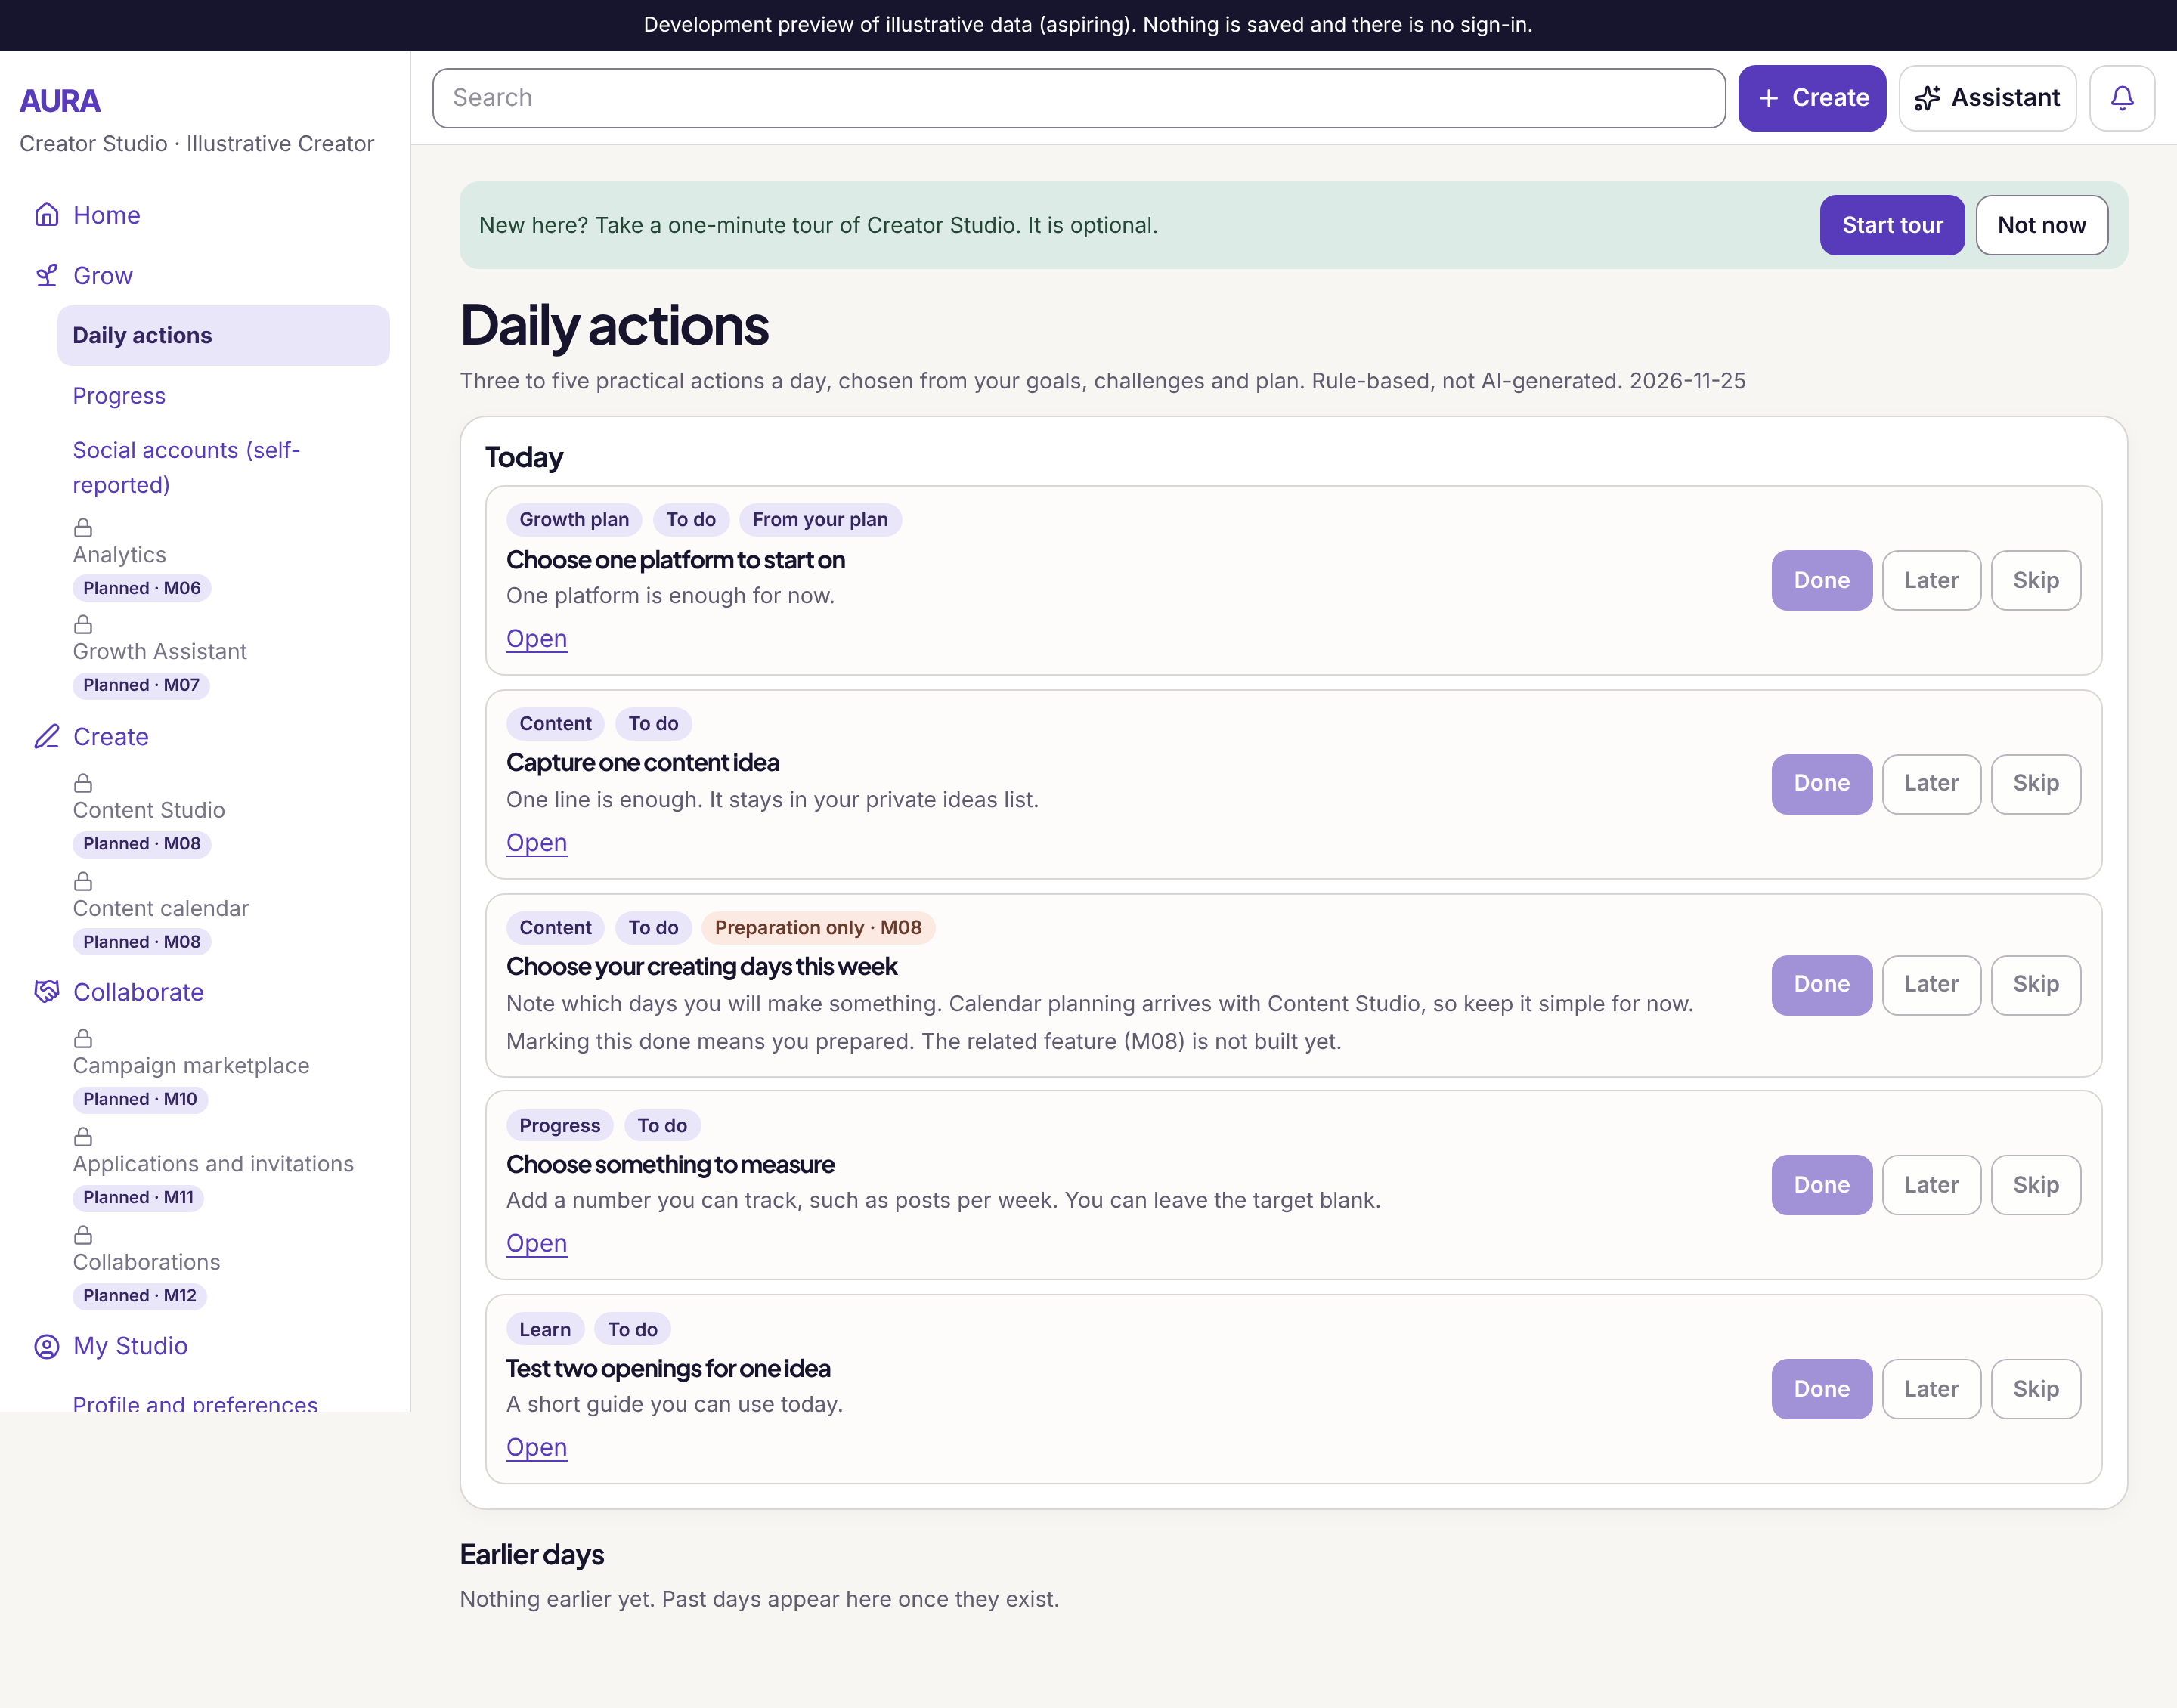 Development preview of illustrative data (aspiring). Nothing is saved and there is no sign-in.
AURA
Creator Studio · Illustrative Creator
Home
Grow
Daily actions
Progress
Social accounts (self-
reported)
Analytics
Planned · M06
Growth Assistant
Planned · M07
Create
Content Studio
Planned · M08
Content calendar
Planned · M08
Collaborate
Campaign marketplace
Planned · M10
Applications and invitations
Planned · M11
Collaborations
Planned · M12
My Studio
Profile and preferences
Search
+ Create
Assistant
New here? Take a one-minute tour of Creator Studio. It is optional.
Start tour
Not now
Daily actions
Three to five practical actions a day, chosen from your goals, challenges and plan. Rule-based, not AI-generated. 2026-11-25
Today
Growth plan To do From your plan
Choose one platform to start on
One platform is enough for now.
Open
Done Later Skip
Content To do
Capture one content idea
One line is enough. It stays in your private ideas list.
Open
Done Later Skip
Content To do Preparation only · M08
Choose your creating days this week
Note which days you will make something. Calendar planning arrives with Content Studio, so keep it simple for now.
Marking this done means you prepared. The related feature (M08) is not built yet.
Done Later Skip
Progress To do
Choose something to measure
Add a number you can track, such as posts per week. You can leave the target blank.
Open
Done Later Skip
Learn To do
Test two openings for one idea
A short guide you can use today.
Open
Done Later Skip
Earlier days
Nothing earlier yet. Past days appear here once they exist.